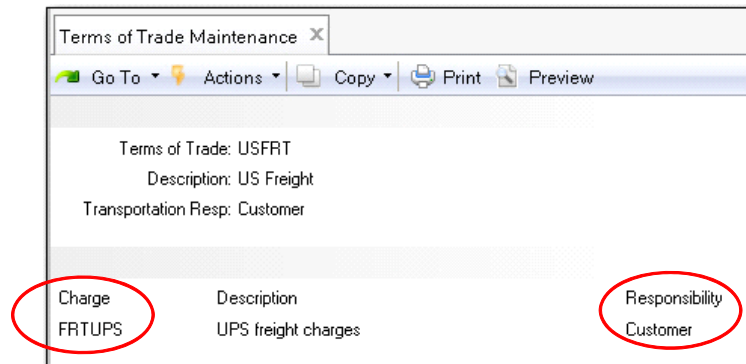 Terms of Trade Maintenance X
Go To Actions Copy Print Preview
Terms of Trade: USFRT
Description: US Freight
Transportation Resp: Customer
Charge Description Responsibility
FRTUPS UPS freight charges Customer